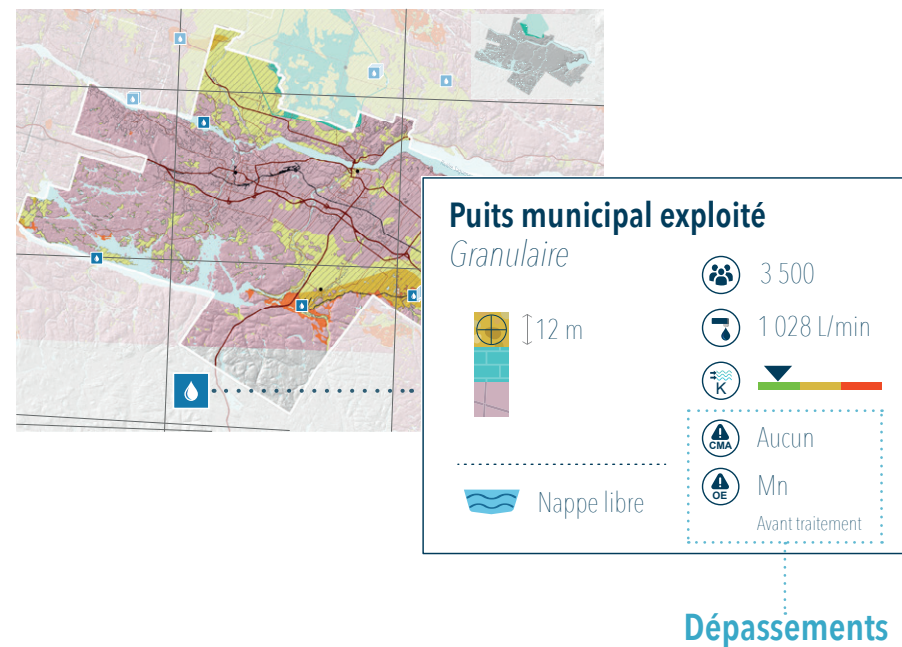 Puits municipal exploité
Granulaire
3 500
12 m
1 028 L/min
K
CMA
Aucun
OE
Mn
Nappe libre
Avant traitement
Dépassements